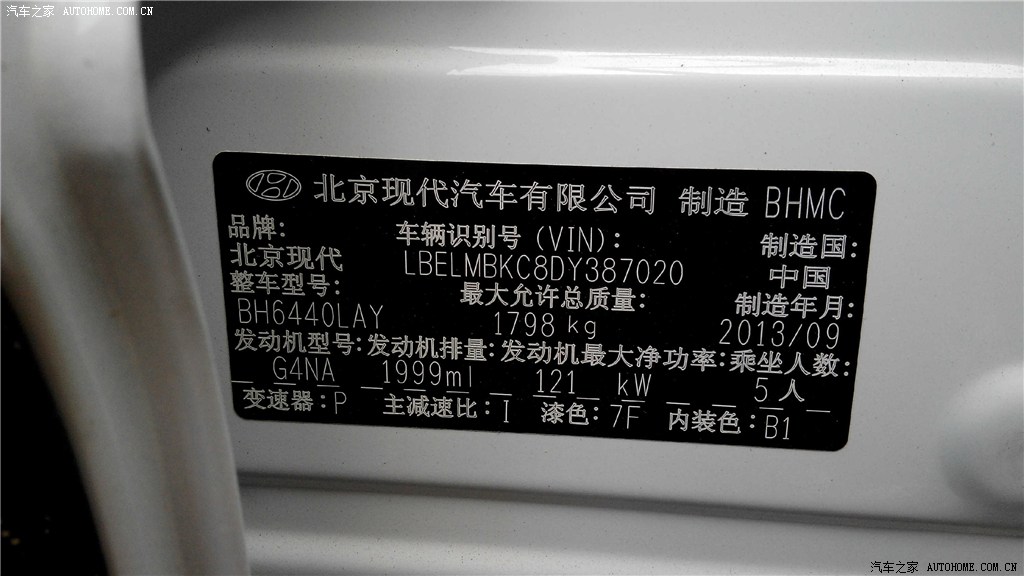 汽车之家 AUTOHOME.COM.CN
北京现代汽车有限公司 制造 BHMC
品牌: 车辆识别号 (VIN): 制造国:
北京现代 LBELMBKC8DY387020 中国
整车型号: 最大允许总质量: 制造年月:
BH6440LAY 1798 kg 2013/09
发动机型号: 发动机排量: 发动机最大净功率: 乘坐人数:
G4NA 1999ml 121 kW 5人
变速器: P 主减速比: I 漆色: 7F 内装色: B1
汽车之家 AUTOHOME.COM.CN